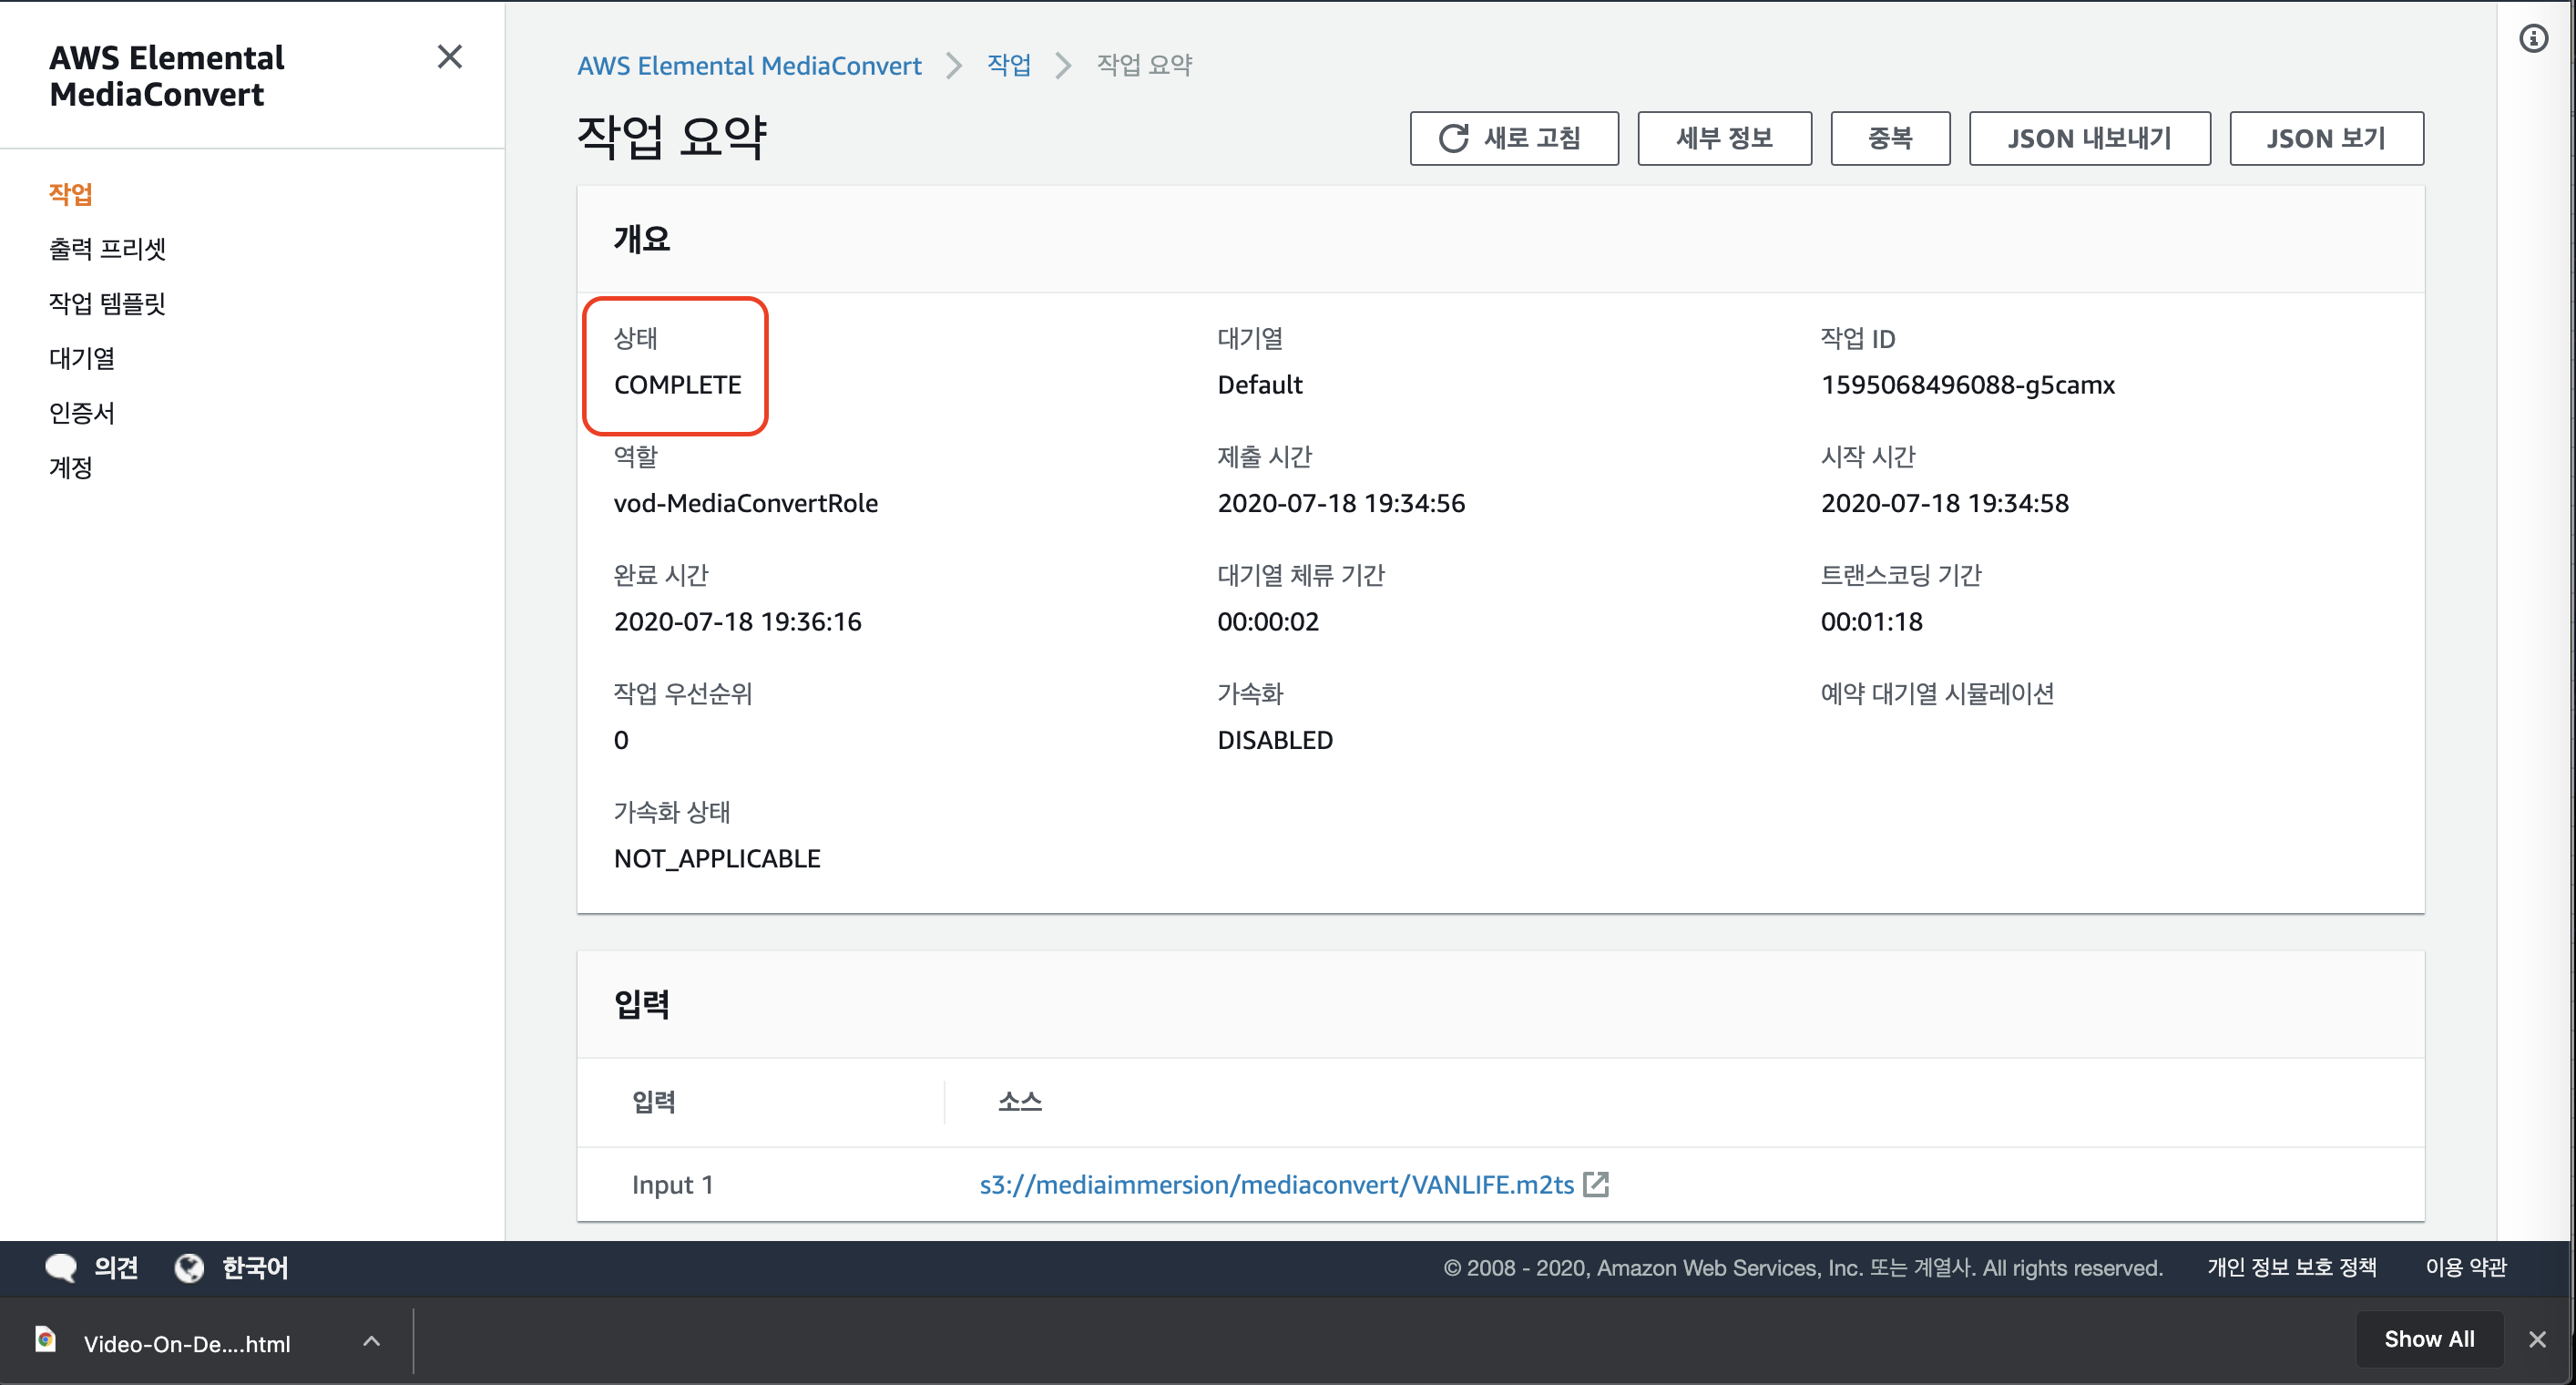 AWS Elemental
MediaConvert
작업
출력 프리셋
작업 템플릿
대기열
인증서
계정
AWS Elemental MediaConvert 작업 작업 요약
작업 요약
새로 고침 세부 정보 중복 JSON 내보내기 JSON 보기
개요
상태 대기열 작업 ID
COMPLETE Default 1595068496088-g5camx
역할 제출 시간 시작 시간
vod-MediaConvertRole 2020-07-18 19:34:56 2020-07-18 19:34:58
완료 시간 대기열 체류 기간 트랜스코딩 기간
2020-07-18 19:36:16 00:00:02 00:01:18
작업 우선순위 가속화 예약 대기열 시뮬레이션
0 DISABLED
가속화 상태
NOT_APPLICABLE
입력
입력 소스
Input 1 s3://mediaimmersion/mediaconvert/VANLIFE.m2ts
의견 한국어 © 2008 - 2020, Amazon Web Services, Inc. 또는 계열사. All rights reserved. 개인 정보 보호 정책 이용 약관
Video-On-De....html Show All